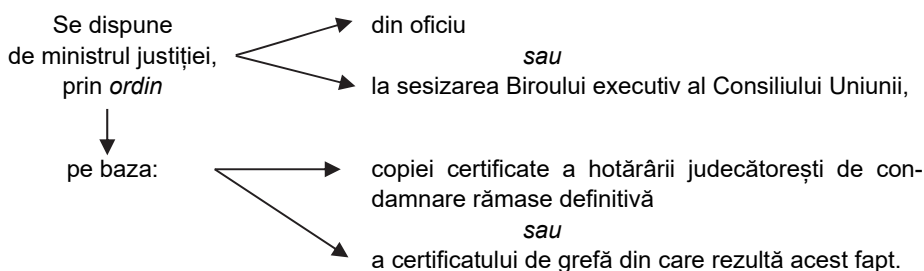 Se dispune
de ministrul justiției,
prin ordin
din oficiu
sau
la sesizarea Biroului executiv al Consiliului Uniunii,
pe baza:
copiei certificate a hotărârii judecătorești de con-
damnare rămase definitivă
sau
a certificatului de grefă din care rezultă acest fapt.